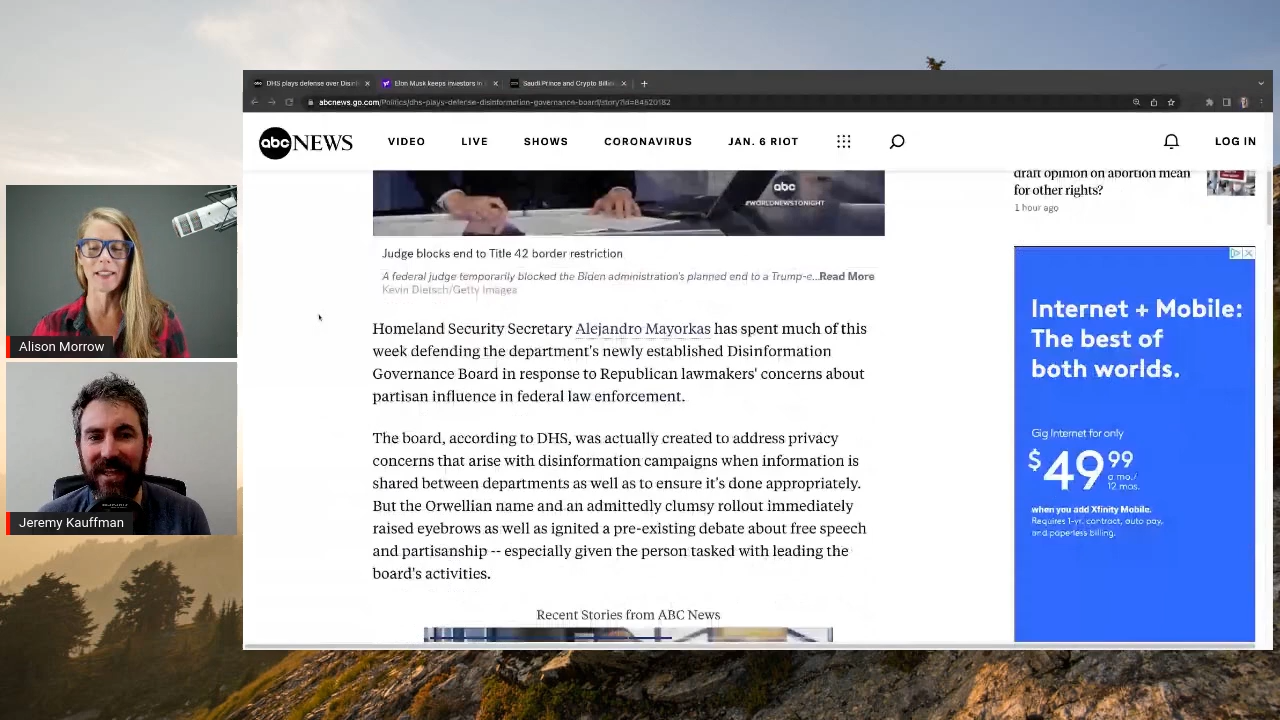 DHS plays defense over Disin
Elon Musk keeps investors in
Saudi Prince and Crypto Billi
abcnews.go.com/Politics/dhs-plays-defense-disinformation-governance-board/story?id=84520182
abc NEWS
VIDEO
LIVE
SHOWS
CORONAVIRUS
JAN. 6 RIOT
LOG IN
abc
#WORLDNEWSTONIGHT
Judge blocks end to Title 42 border restriction
A federal judge temporarily blocked the Biden administration's planned end to a Trump-e...Read More
Kevin Dietsch/Getty Images
Homeland Security Secretary Alejandro Mayorkas has spent much of this
week defending the department's newly established Disinformation
Governance Board in response to Republican lawmakers' concerns about
partisan influence in federal law enforcement.
The board, according to DHS, was actually created to address privacy
concerns that arise with disinformation campaigns when information is
shared between departments as well as to ensure it's done appropriately.
But the Orwellian name and an admittedly clumsy rollout immediately
raised eyebrows as well as ignited a pre-existing debate about free speech
and partisanship -- especially given the person tasked with leading the
board's activities.
Recent Stories from ABC News
draft opinion on abortion mean
for other rights?
1 hour ago
Internet + Mobile:
The best of
both worlds.
Gig Internet for only
$49 99
a mo./
12 mos.
when you add Xfinity Mobile.
Requires 1-yr. contract, auto pay,
and paperless billing.
Alison Morrow
Jeremy Kauffman